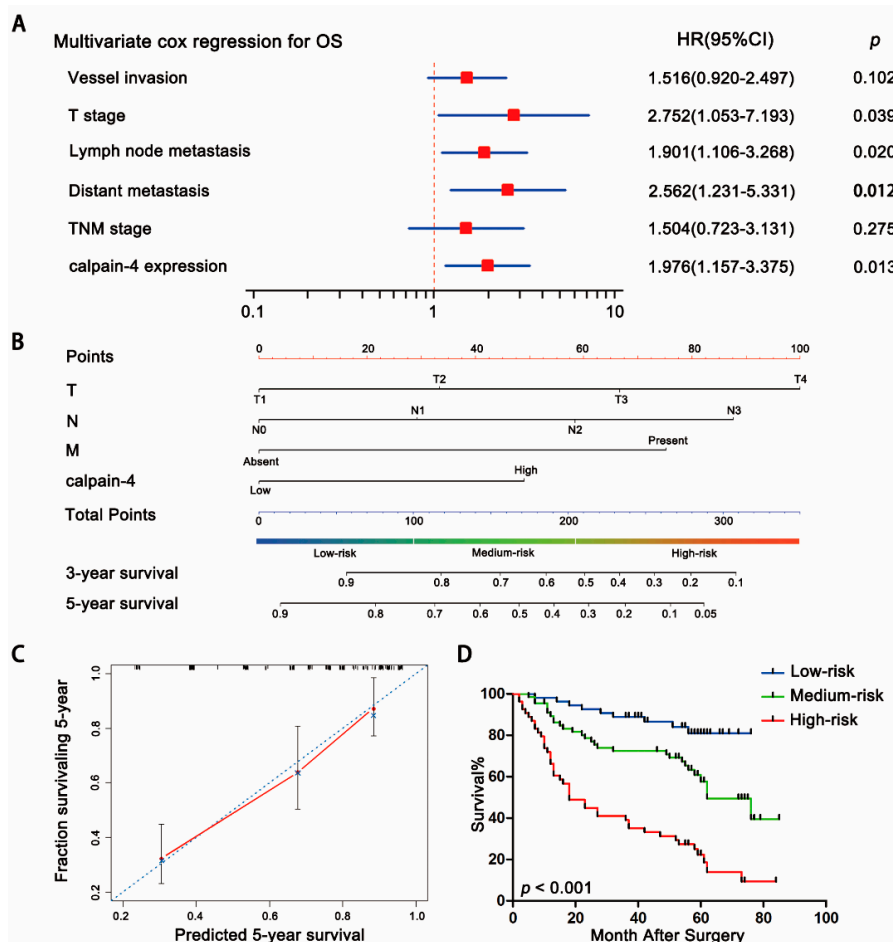 A
Multivariate cox regression for OS HR(95%CI) p
Vessel invasion 1.516(0.920-2.497) 0.102
T stage 2.752(1.053-7.193) 0.039
Lymph node metastasis 1.901(1.106-3.268) 0.020
Distant metastasis 2.562(1.231-5.331) 0.012
TNM stage 1.504(0.723-3.131) 0.275
calpain-4 expression 1.976(1.157-3.375) 0.013
0.1 1 10
B
Points 0 20 40 60 80 100
T T1 T2 T3 T4
N N0 N1 N2 N3
M Absent Present
calpain-4 Low High
Total Points 0 100 200 300
Low-risk Medium-risk High-risk
3-year survival 0.9 0.8 0.7 0.6 0.5 0.4 0.3 0.2 0.1
5-year survival 0.9 0.8 0.7 0.6 0.5 0.4 0.3 0.2 0.1 0.05
C
Fraction survivaling 5-year
1.0
0.8
0.6
0.4
0.2
0.2 0.4 0.6 0.8 1.0
Predicted 5-year survival
D
Low-risk
Medium-risk
High-risk
Survival%
100
80
60
40
20
0
p < 0.001
0 20 40 60 80 100
Month After Surgery